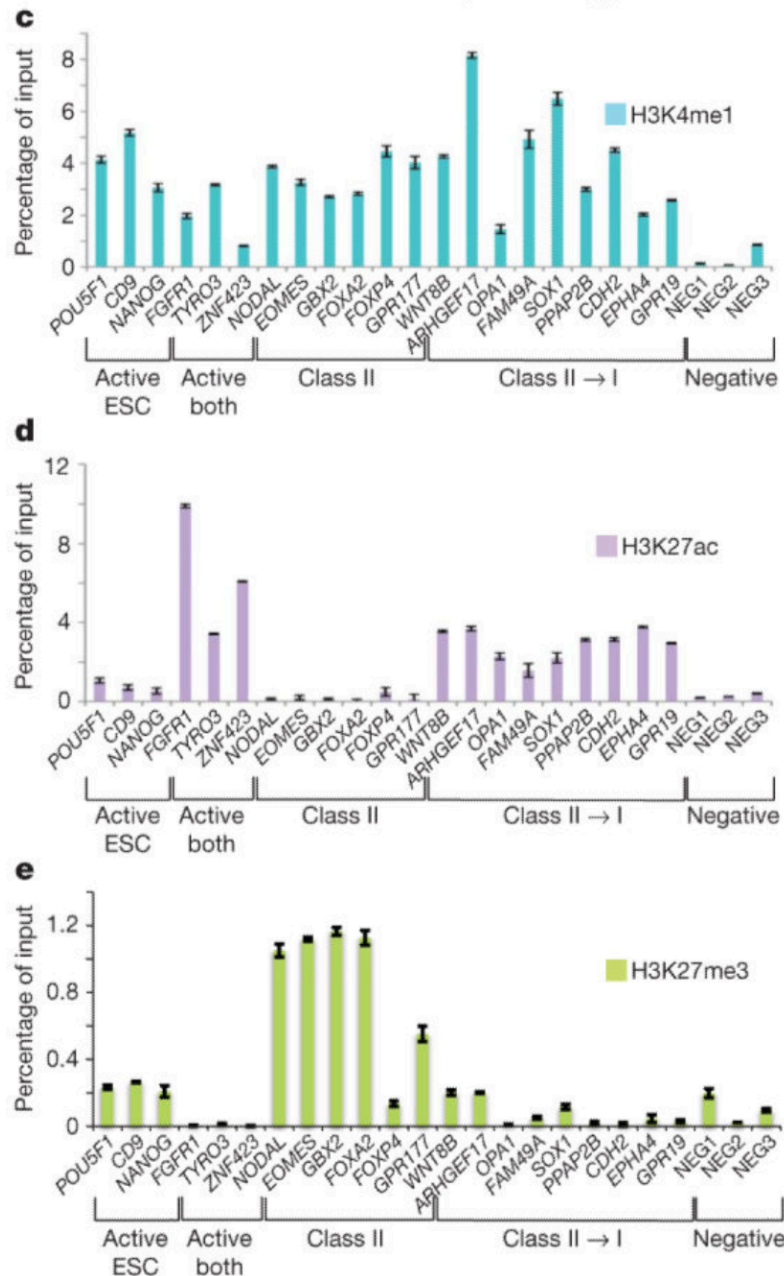 c
Percentage of input
8
6
4
2
0
H3K4me1
POU5F1 CD9 NANOG FGFR1 TYRO3 ZNF423 NODAL EOMES GBX2 FOXA2 FOXP4 GPR177 WNT8B ARHGEF17 OPA1 FAM49A SOX1 PPAP2B CDH2 EPHA4 GPR19 NEG1 NEG2 NEG3
Active Active Class II Class II → I Negative
ESC both
d
Percentage of input
12
8
4
0
H3K27ac
POU5F1 CD9 NANOG FGFR1 TYRO3 ZNF423 NODAL EOMES GBX2 FOXA2 FOXP4 GPR177 WNT8B ARHGEF17 OPA1 FAM49A SOX1 PPAP2B CDH2 EPHA4 GPR19 NEG1 NEG2 NEG3
Active Active Class II Class II → I Negative
ESC both
e
Percentage of input
1.2
0.8
0.4
0
H3K27me3
POU5F1 CD9 NANOG FGFR1 TYRO3 ZNF423 NODAL EOMES GBX2 FOXA2 FOXP4 GPR177 WNT8B ARHGEF17 OPA1 FAM49A SOX1 PPAP2B CDH2 EPHA4 GPR19 NEG1 NEG2 NEG3
Active Active Class II Class II → I Negative
ESC both